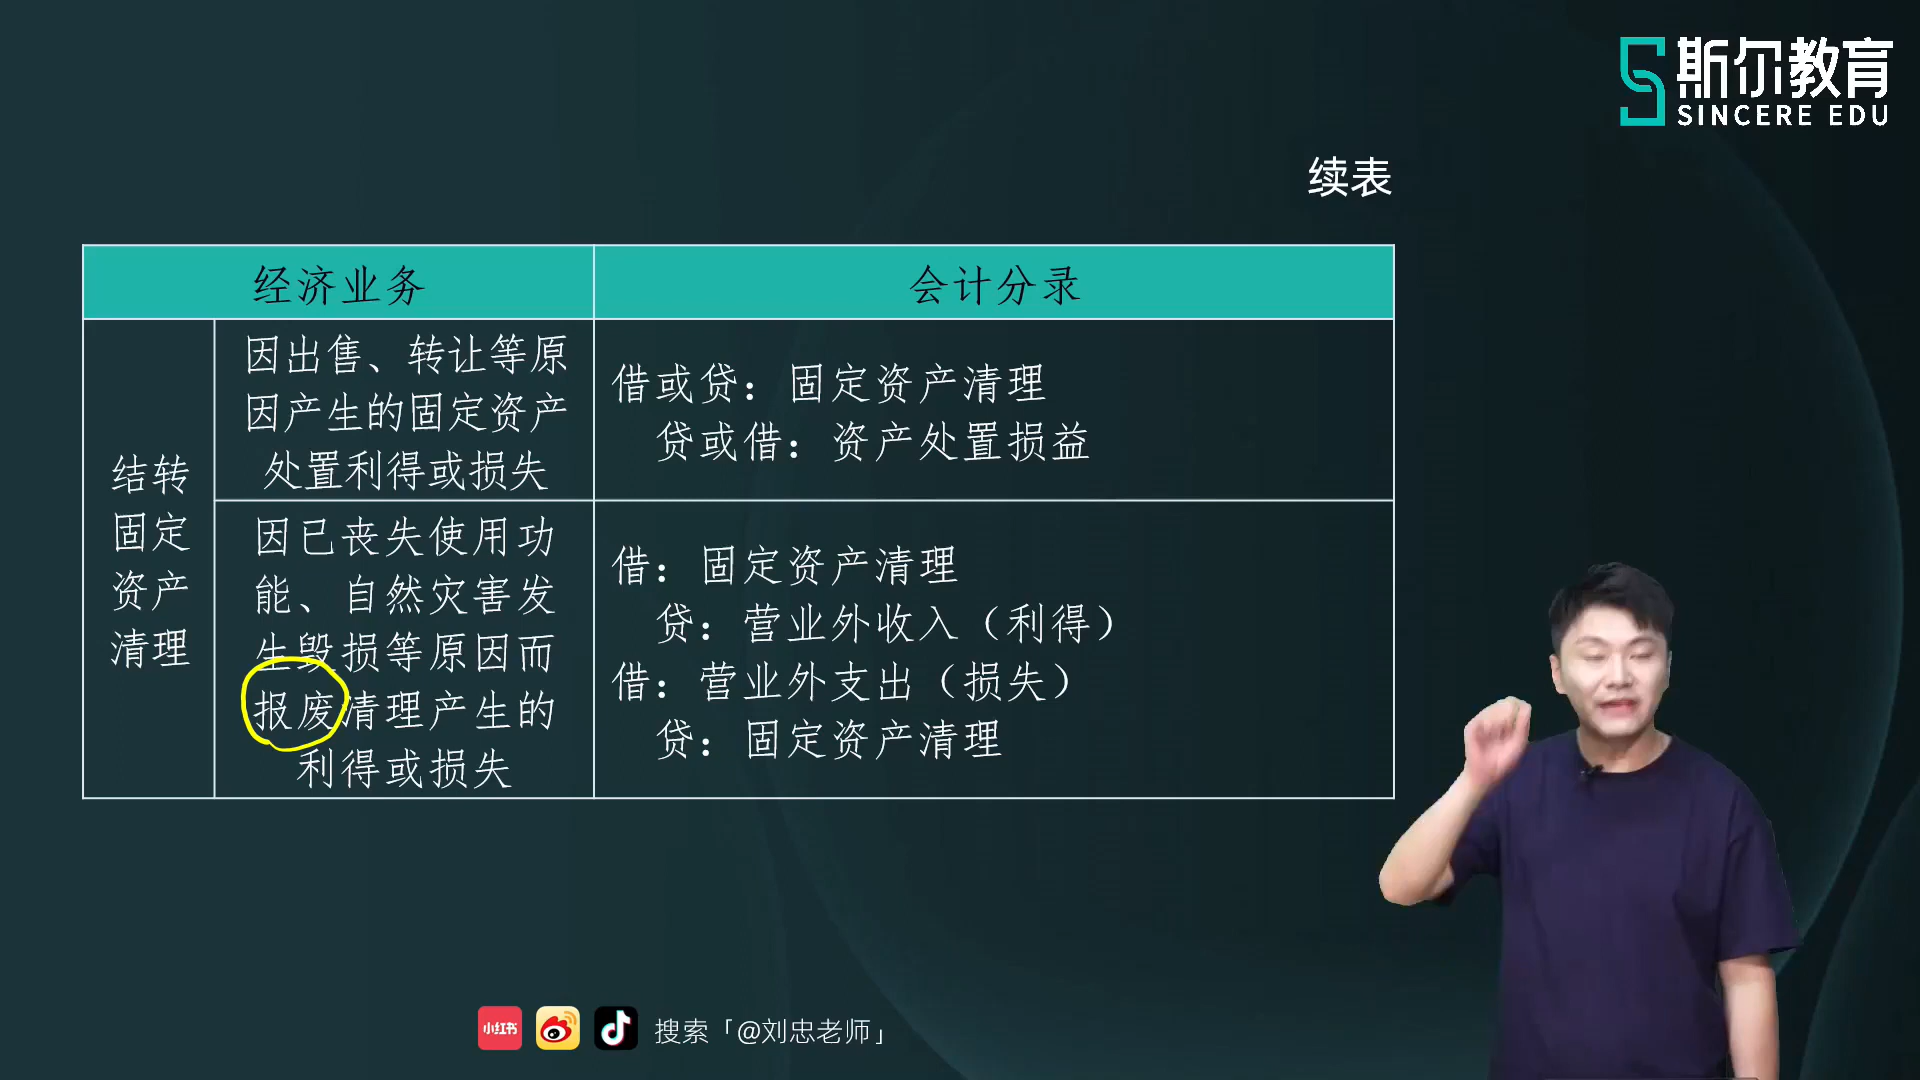 斯尔教育
SINCERE EDU
续表
经济业务
会计分录
结转
固定
资产
清理
因出售、转让等原
因产生的固定资产
处置利得或损失
借或贷：固定资产清理
贷或借：资产处置损益
因已丧失使用功
能、自然灾害发
生毁损等原因而
报废清理产生的
利得或损失
借：固定资产清理
贷：营业外收入（利得）
借：营业外支出（损失）
贷：固定资产清理
小红书
搜索「@刘忠老师」